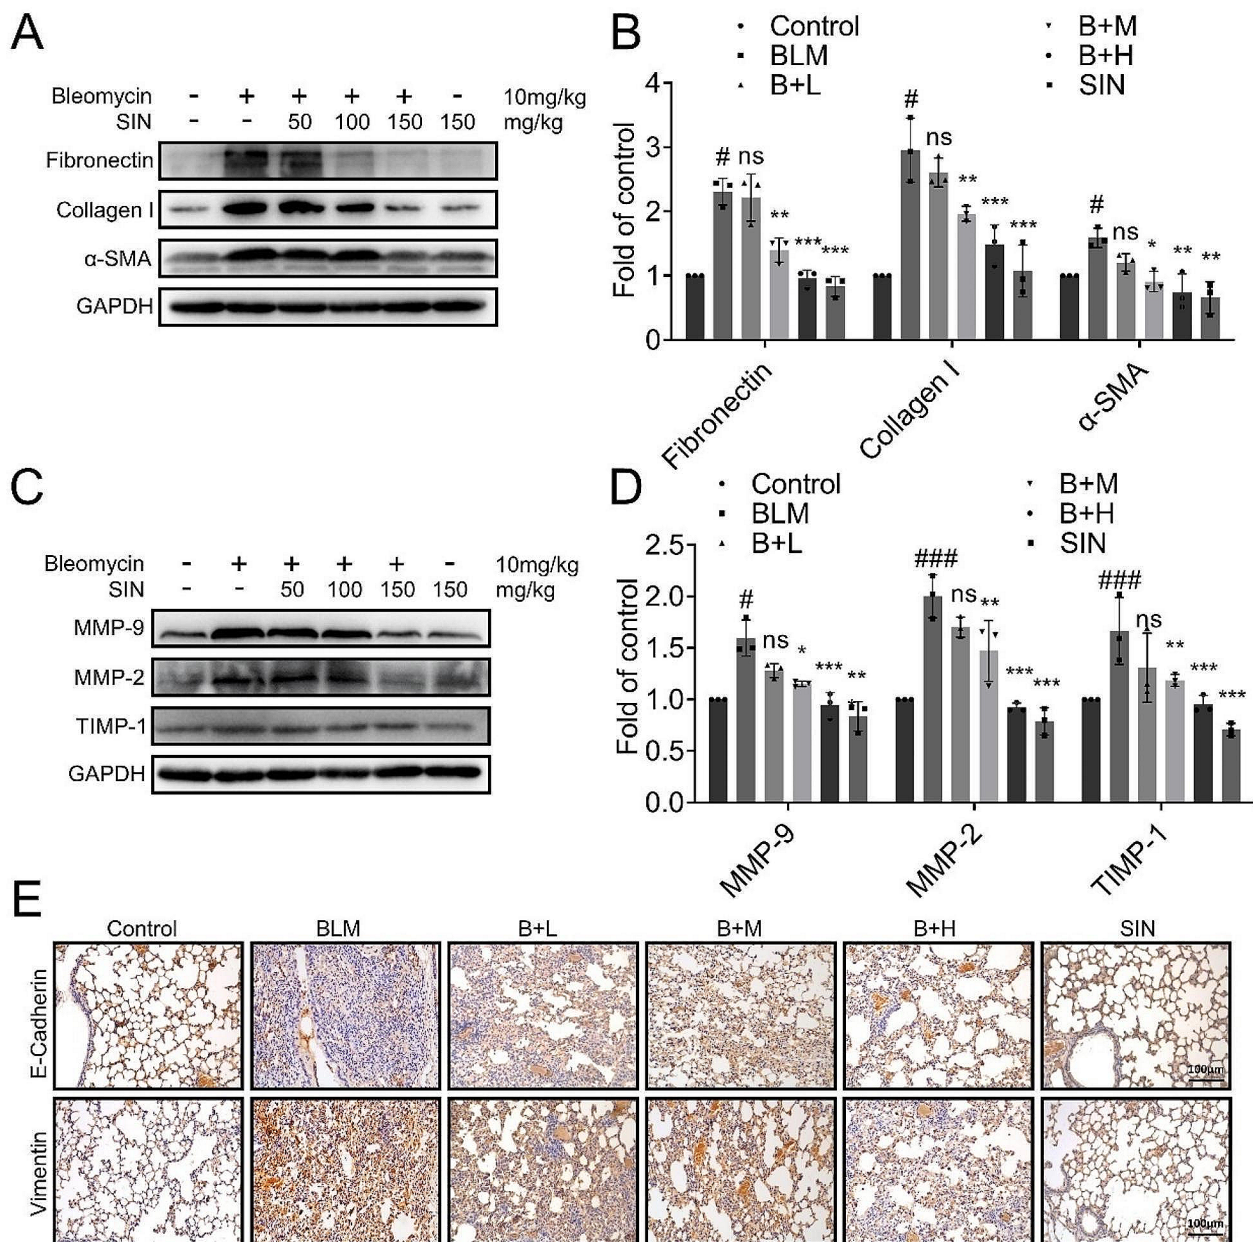 A
Bleomycin - + + + + - 10mg/kg
SIN - - 50 100 150 150 mg/kg
Fibronectin
Collagen I
α-SMA
GAPDH
B
Control B+M
BLM B+H
B+L SIN
Fold of control
4
3
2
1
0
# ns ** *** ***
# ns ** *** ***
# ns * ** **
Fibronectin
Collagen I
α-SMA
C
Bleomycin - + + + + - 10mg/kg
SIN - - 50 100 150 150 mg/kg
MMP-9
MMP-2
TIMP-1
GAPDH
D
Control B+M
BLM B+H
B+L SIN
Fold of control
2.5
2.0
1.5
1.0
0.5
0.0
# ns * *** **
### ns ** *** ***
### ns ** *** ***
MMP-9
MMP-2
TIMP-1
E
Control BLM B+L B+M B+H SIN
E-Cadherin
100μm
Vimentin
100μm